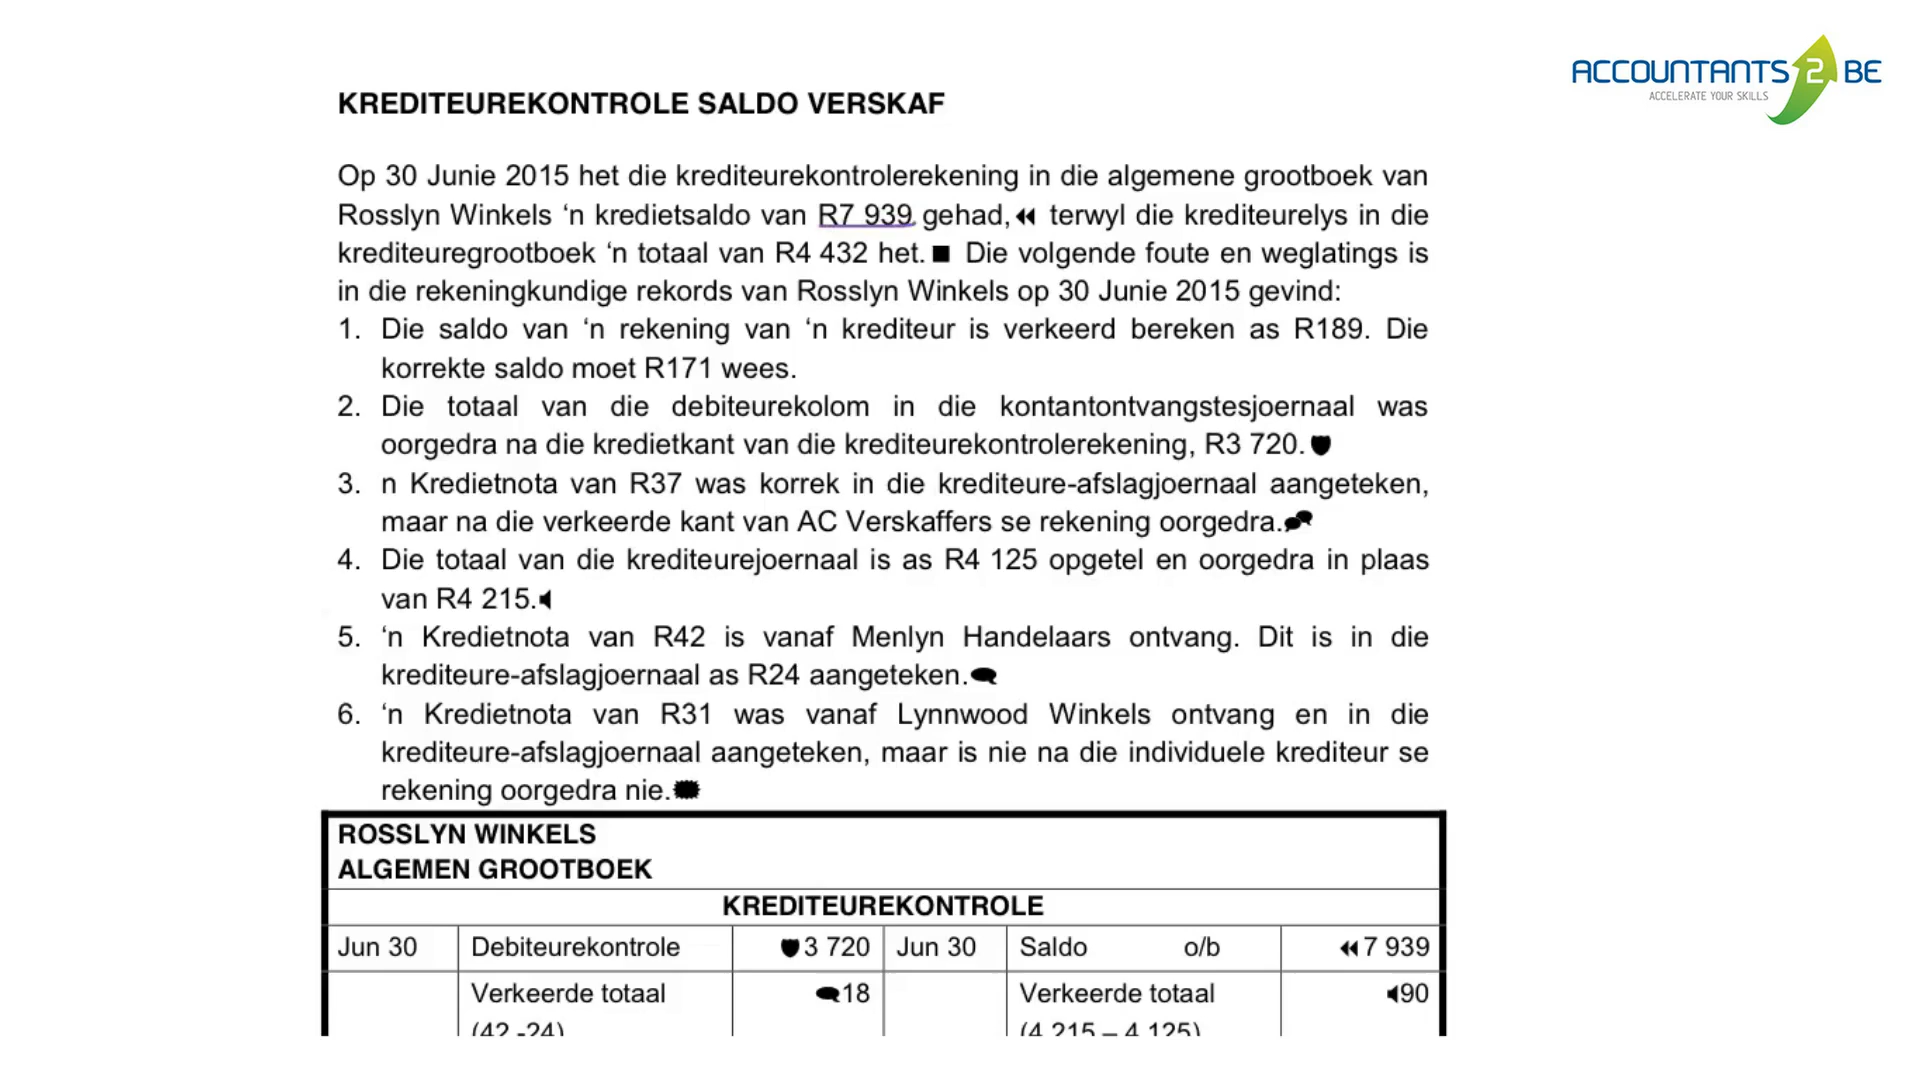 ACCOUNTANTS 2 BE
ACCELERATE YOUR SKILLS
KREDITEUREKONTROLE SALDO VERSKAF
Op 30 Junie 2015 het die krediteurekontrolerekening in die algemene grootboek van
Rosslyn Winkels ‘n kredietsaldo van R7 939 gehad, terwyl die krediteurelys in die
krediteuregrootboek ‘n totaal van R4 432 het. Die volgende foute en weglatings is
in die rekeningkundige rekords van Rosslyn Winkels op 30 Junie 2015 gevind:
1. Die saldo van ‘n rekening van ‘n krediteur is verkeerd bereken as R189. Die
korrekte saldo moet R171 wees.
2. Die totaal van die debiteurekolom in die kontantontvangstesjoernaal was
oorgedra na die kredietkant van die krediteurekontrolerekening, R3 720.
3. n Kredietnota van R37 was korrek in die krediteure-afslagjoernaal aangeteken,
maar na die verkeerde kant van AC Verskaffers se rekening oorgedra.
4. Die totaal van die krediteurejoernaal is as R4 125 opgetel en oorgedra in plaas
van R4 215.
5. ‘n Kredietnota van R42 is vanaf Menlyn Handelaars ontvang. Dit is in die
krediteure-afslagjoernaal as R24 aangeteken.
6. ‘n Kredietnota van R31 was vanaf Lynnwood Winkels ontvang en in die
krediteure-afslagjoernaal aangeteken, maar is nie na die individuele krediteur se
rekening oorgedra nie.
ROSSLYN WINKELS
ALGEMEN GROOTBOEK
KREDITEUREKONTROLE
Jun 30 Debiteurekontrole 3 720 Jun 30 Saldo o/b 7 939
Verkeerde totaal 18 Verkeerde totaal 90
(42 -24) (4 215 – 4 125)